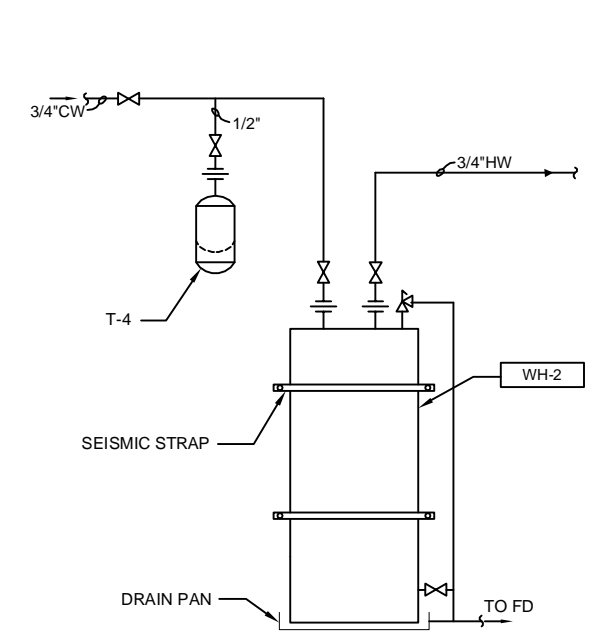 3/4"CW
1/2"
3/4"HW
T-4
WH-2
SEISMIC STRAP
DRAIN PAN
TO FD